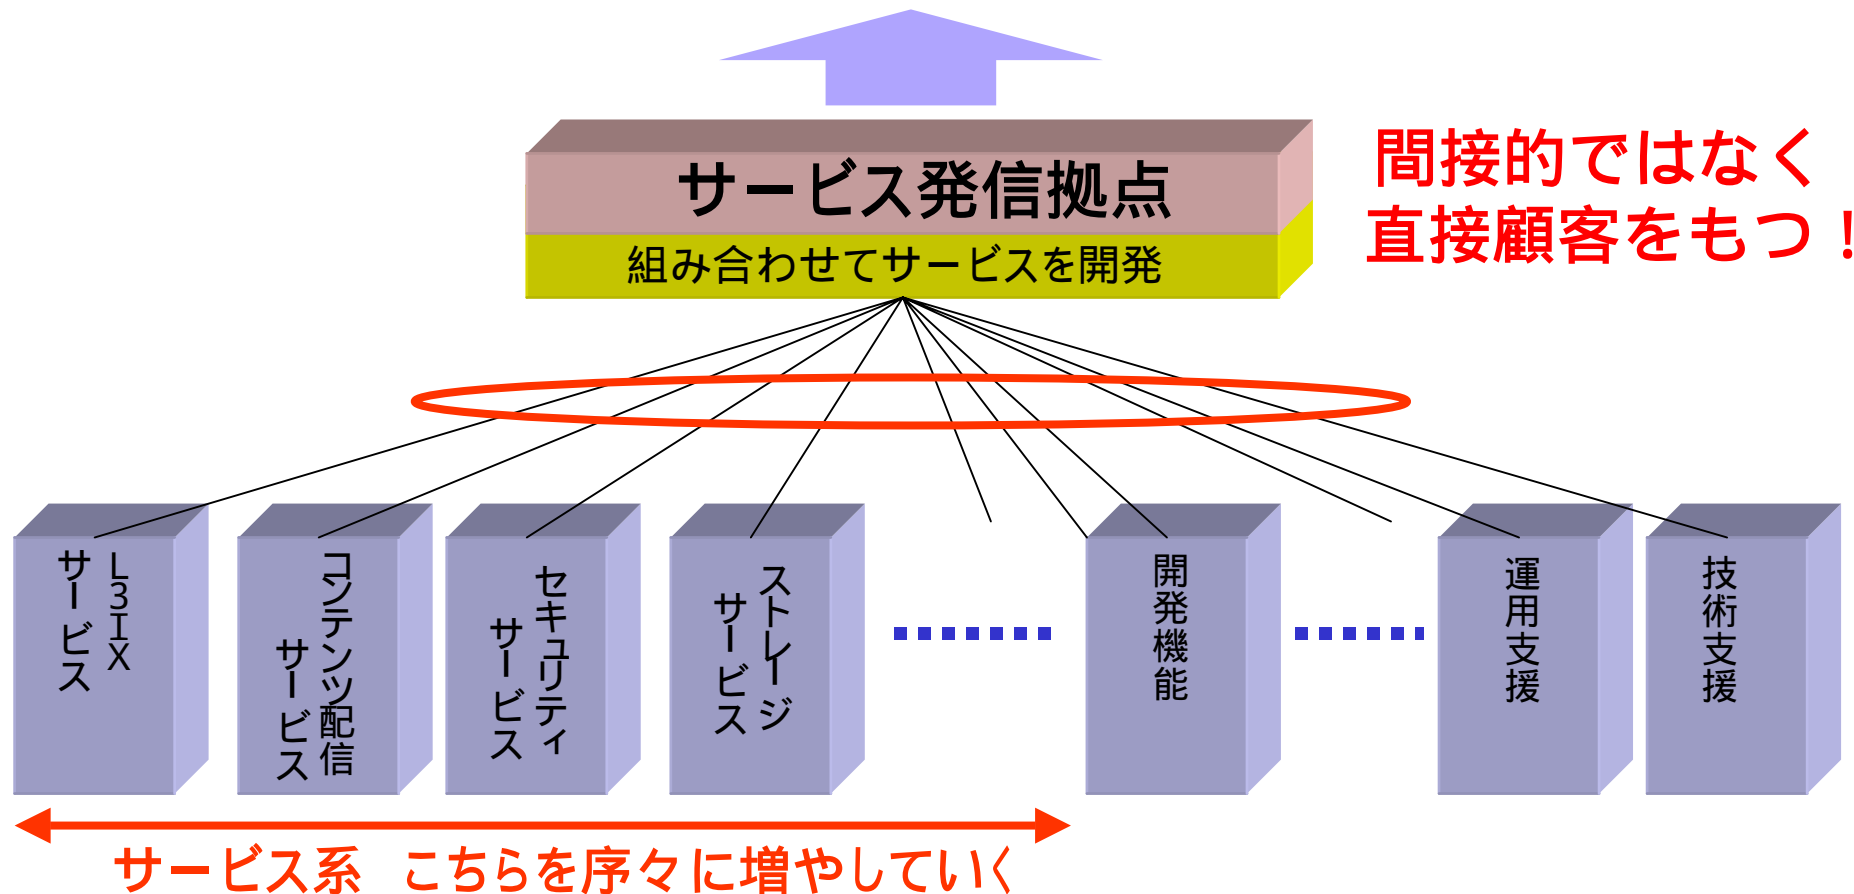 サービス発信拠点
組み合わせてサービスを開発
間接的ではなく
直接顧客をもつ！
L3IX
サービス
コンテンツ配信
サービス
セキュリティ
サービス
ストレージ
サービス
開発機能
運用支援
技術支援
サービス系　こちらを序々に増やしていく